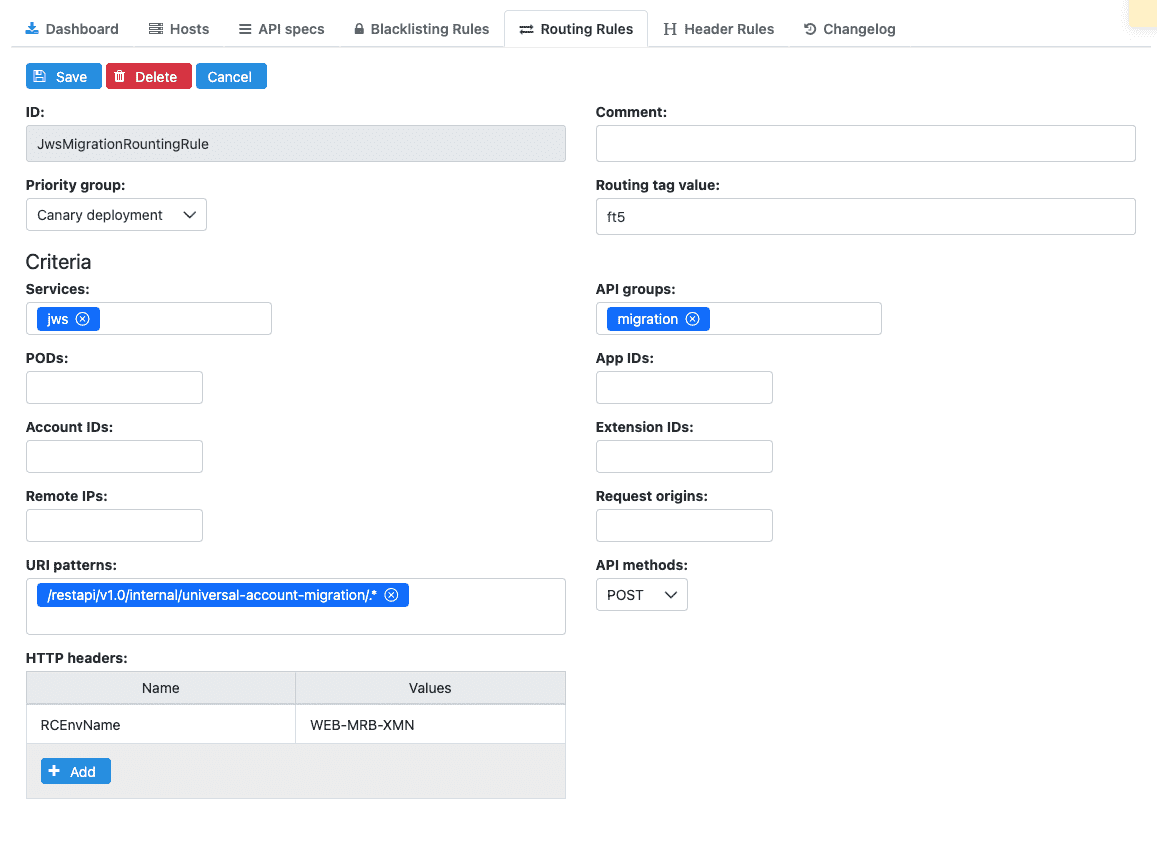 Dashboard Hosts API specs Blacklisting Rules Routing Rules Header Rules Changelog
Save Delete Cancel
ID: Comment:
JwsMigrationRountingRule
Priority group: Routing tag value:
Canary deployment ft5
Criteria
Services: API groups:
jws migration
PODs: App IDs:
Account IDs: Extension IDs:
Remote IPs: Request origins:
URI patterns: API methods:
/restapi/v1.0/internal/universal-account-migration/.* POST
HTTP headers:
Name Values
RCEnvName WEB-MRB-XMN
Add